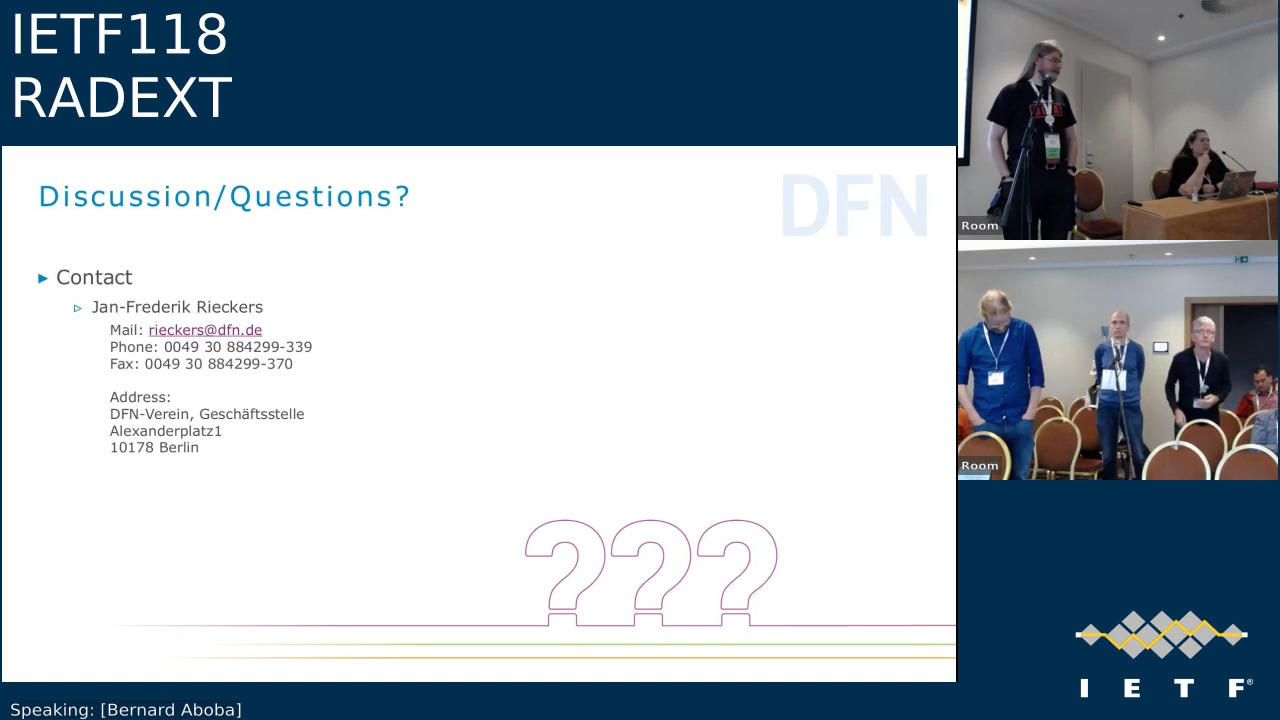 IETF118
RADEXT
Discussion/Questions?
DFN
Contact
Jan-Frederik Rieckers
Mail: rieckers@dfn.de
Phone: 0049 30 884299-339
Fax: 0049 30 884299-370
Address:
DFN-Verein, Geschäftsstelle
Alexanderplatz1
10178 Berlin
???
Room
Room
I E T F®
Speaking: [Bernard Aboba]